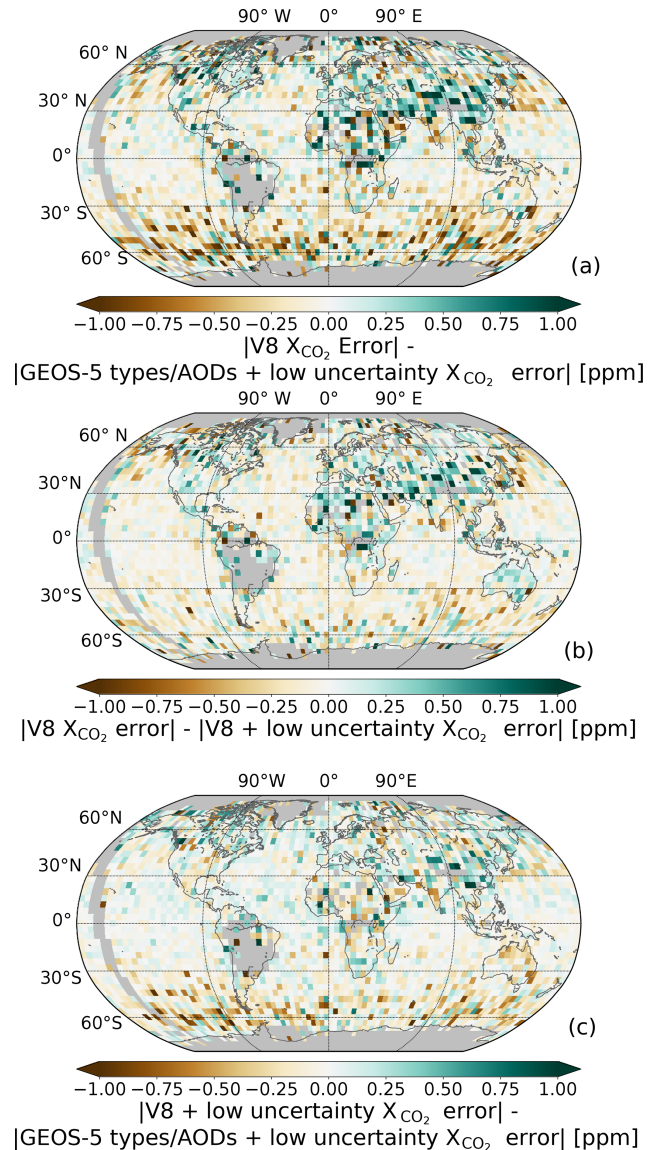 90° W 0° 90° E
60° N
30° N
0°
30° S
60° S
(a)
−1.00 −0.75 −0.50 −0.25 0.00 0.25 0.50 0.75 1.00
|V8 XCO2 Error| -
|GEOS-5 types/AODs + low uncertainty XCO2 error| [ppm]
90° W 0° 90° E
60° N
30°N
0°
30°S
60°S
(b)
−1.00 −0.75 −0.50 −0.25 0.00 0.25 0.50 0.75 1.00
|V8 XCO2 error| - |V8 + low uncertainty XCO2 error| [ppm]
90°W 0° 90°E
60°N
30°N
0°
30°S
60°S
(c)
−1.00 −0.75 −0.50 −0.25 0.00 0.25 0.50 0.75 1.00
|V8 + low uncertainty XCO2 error| -
|GEOS-5 types/AODs + low uncertainty XCO2 error| [ppm]